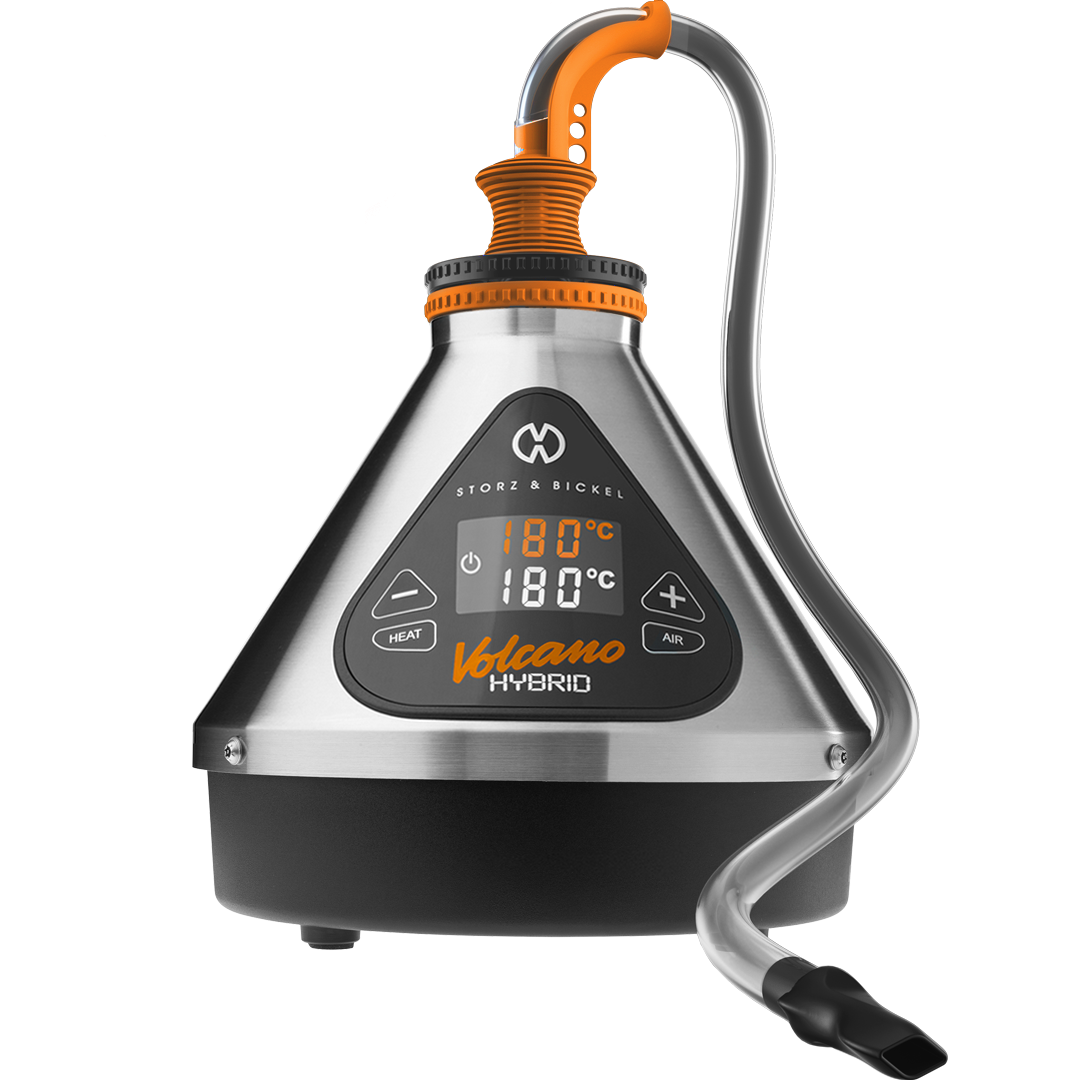 STORZ & BICKEL
180°C
180°C
− +
HEAT AIR
Volcano
HYBRID